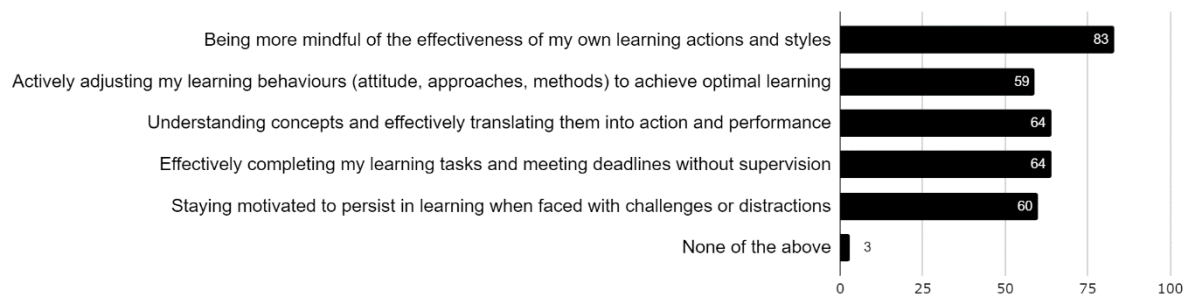 Being more mindful of the effectiveness of my own learning actions and styles 83
Actively adjusting my learning behaviours (attitude, approaches, methods) to achieve optimal learning 59
Understanding concepts and effectively translating them into action and performance 64
Effectively completing my learning tasks and meeting deadlines without supervision 64
Staying motivated to persist in learning when faced with challenges or distractions 60
None of the above 3
0 25 50 75 100